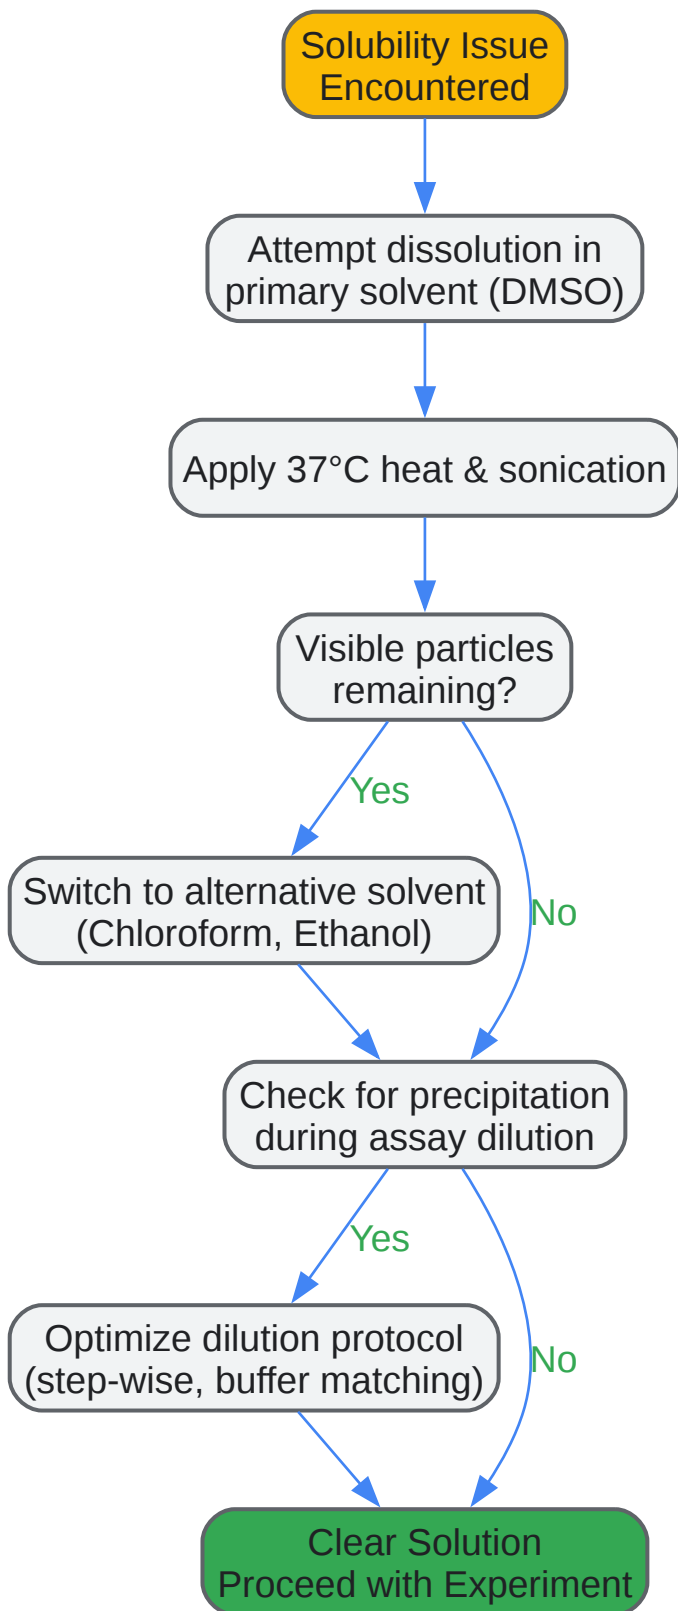 Solubility Issue
Encountered
Attempt dissolution in
primary solvent (DMSO)
Apply 37°C heat & sonication
Visible particles
remaining?
Yes
Switch to alternative solvent
(Chloroform, Ethanol)
No
Check for precipitation
during assay dilution
Yes
Optimize dilution protocol
(step-wise, buffer matching)
No
Clear Solution
Proceed with Experiment